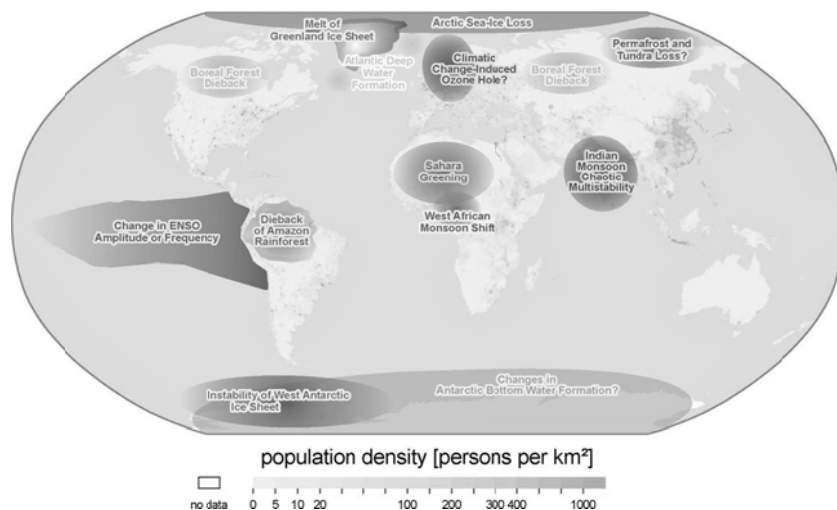 Melt of
Greenland Ice Sheet
Arctic Sea-Ice Loss
Atlantic Deep
Water
Formation
Climatic
Change-Induced
Ozone Hole?
Permafrost and
Tundra Loss?
Boreal Forest
Dieback
Boreal Forest
Dieback
Sahara
Greening
Indian
Monsoon
Chaotic
Multistability
West African
Monsoon Shift
Change in ENSO
Amplitude or Frequency
Dieback
of Amazon
Rainforest
Instability of West Antarctic
Ice Sheet
Changes in
Antarctic Bottom Water Formation?
population density [persons per km²]
no data 0 5 10 20 100 200 300 400 1000